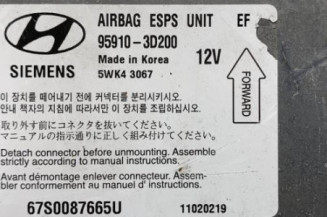 AIRBAG ESPS UNIT EF
95910-3D200 12V
Made in Korea
SIEMENS 5WK4 3067
FORWARD
이 장치를 떼어내기 전에 커넥터를 분리하시오.
안내 책자의 지침에 따라서만 이 장치를 조립하십시오.
取り外す前にコネクタを抜いてください。
マニュアルの指示通りに正しく組み付けてください
Detach connector before unmounting. Assemble
strictly according to manual instructions.
Avant démontage enlever connecteur. Assem-
bler conformement au manuel d' instructions.
67S0087665U 11020219